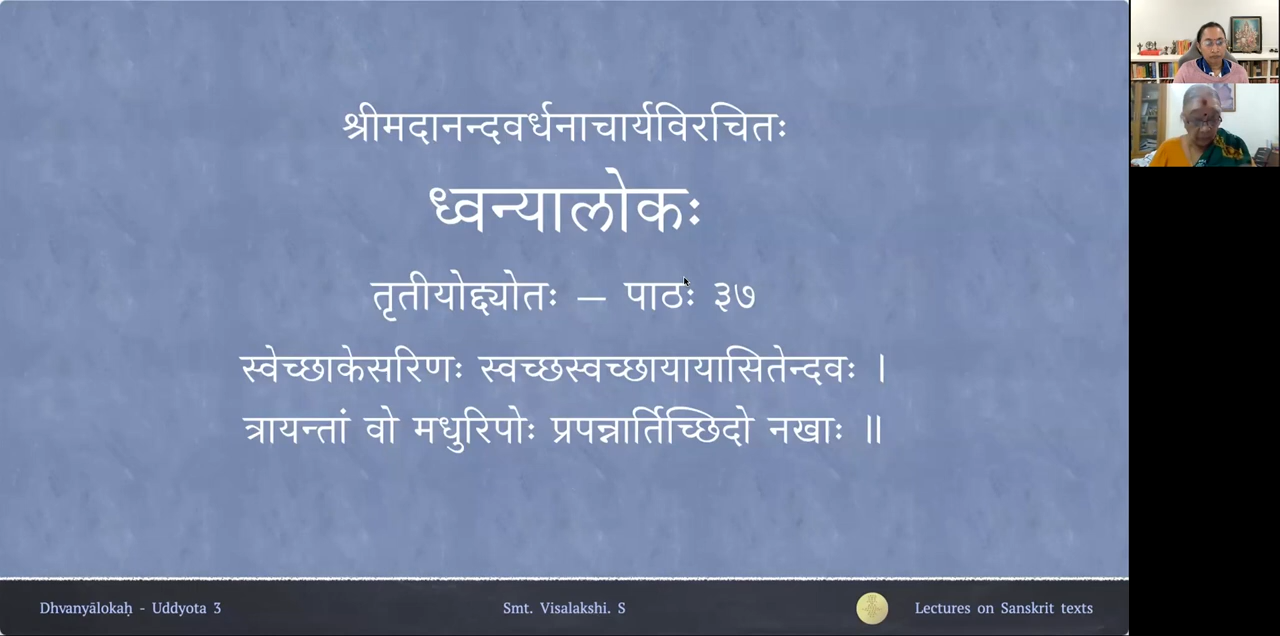 श्रीमदानन्दवर्धनाचार्यविरचितः
ध्वन्यालोकः
तृतीयोद्द्योतः – पाठः ३७
स्वेच्छाकेसरिणः स्वच्छस्वच्छायायासितेन्दवः ।
त्रायन्तां वो मधुरिपोः प्रपन्नार्तिच्छिदो नखाः ॥
Dhvanyālokaḥ - Uddyota 3
Smt. Visalakshi. S
Lectures on Sanskrit texts